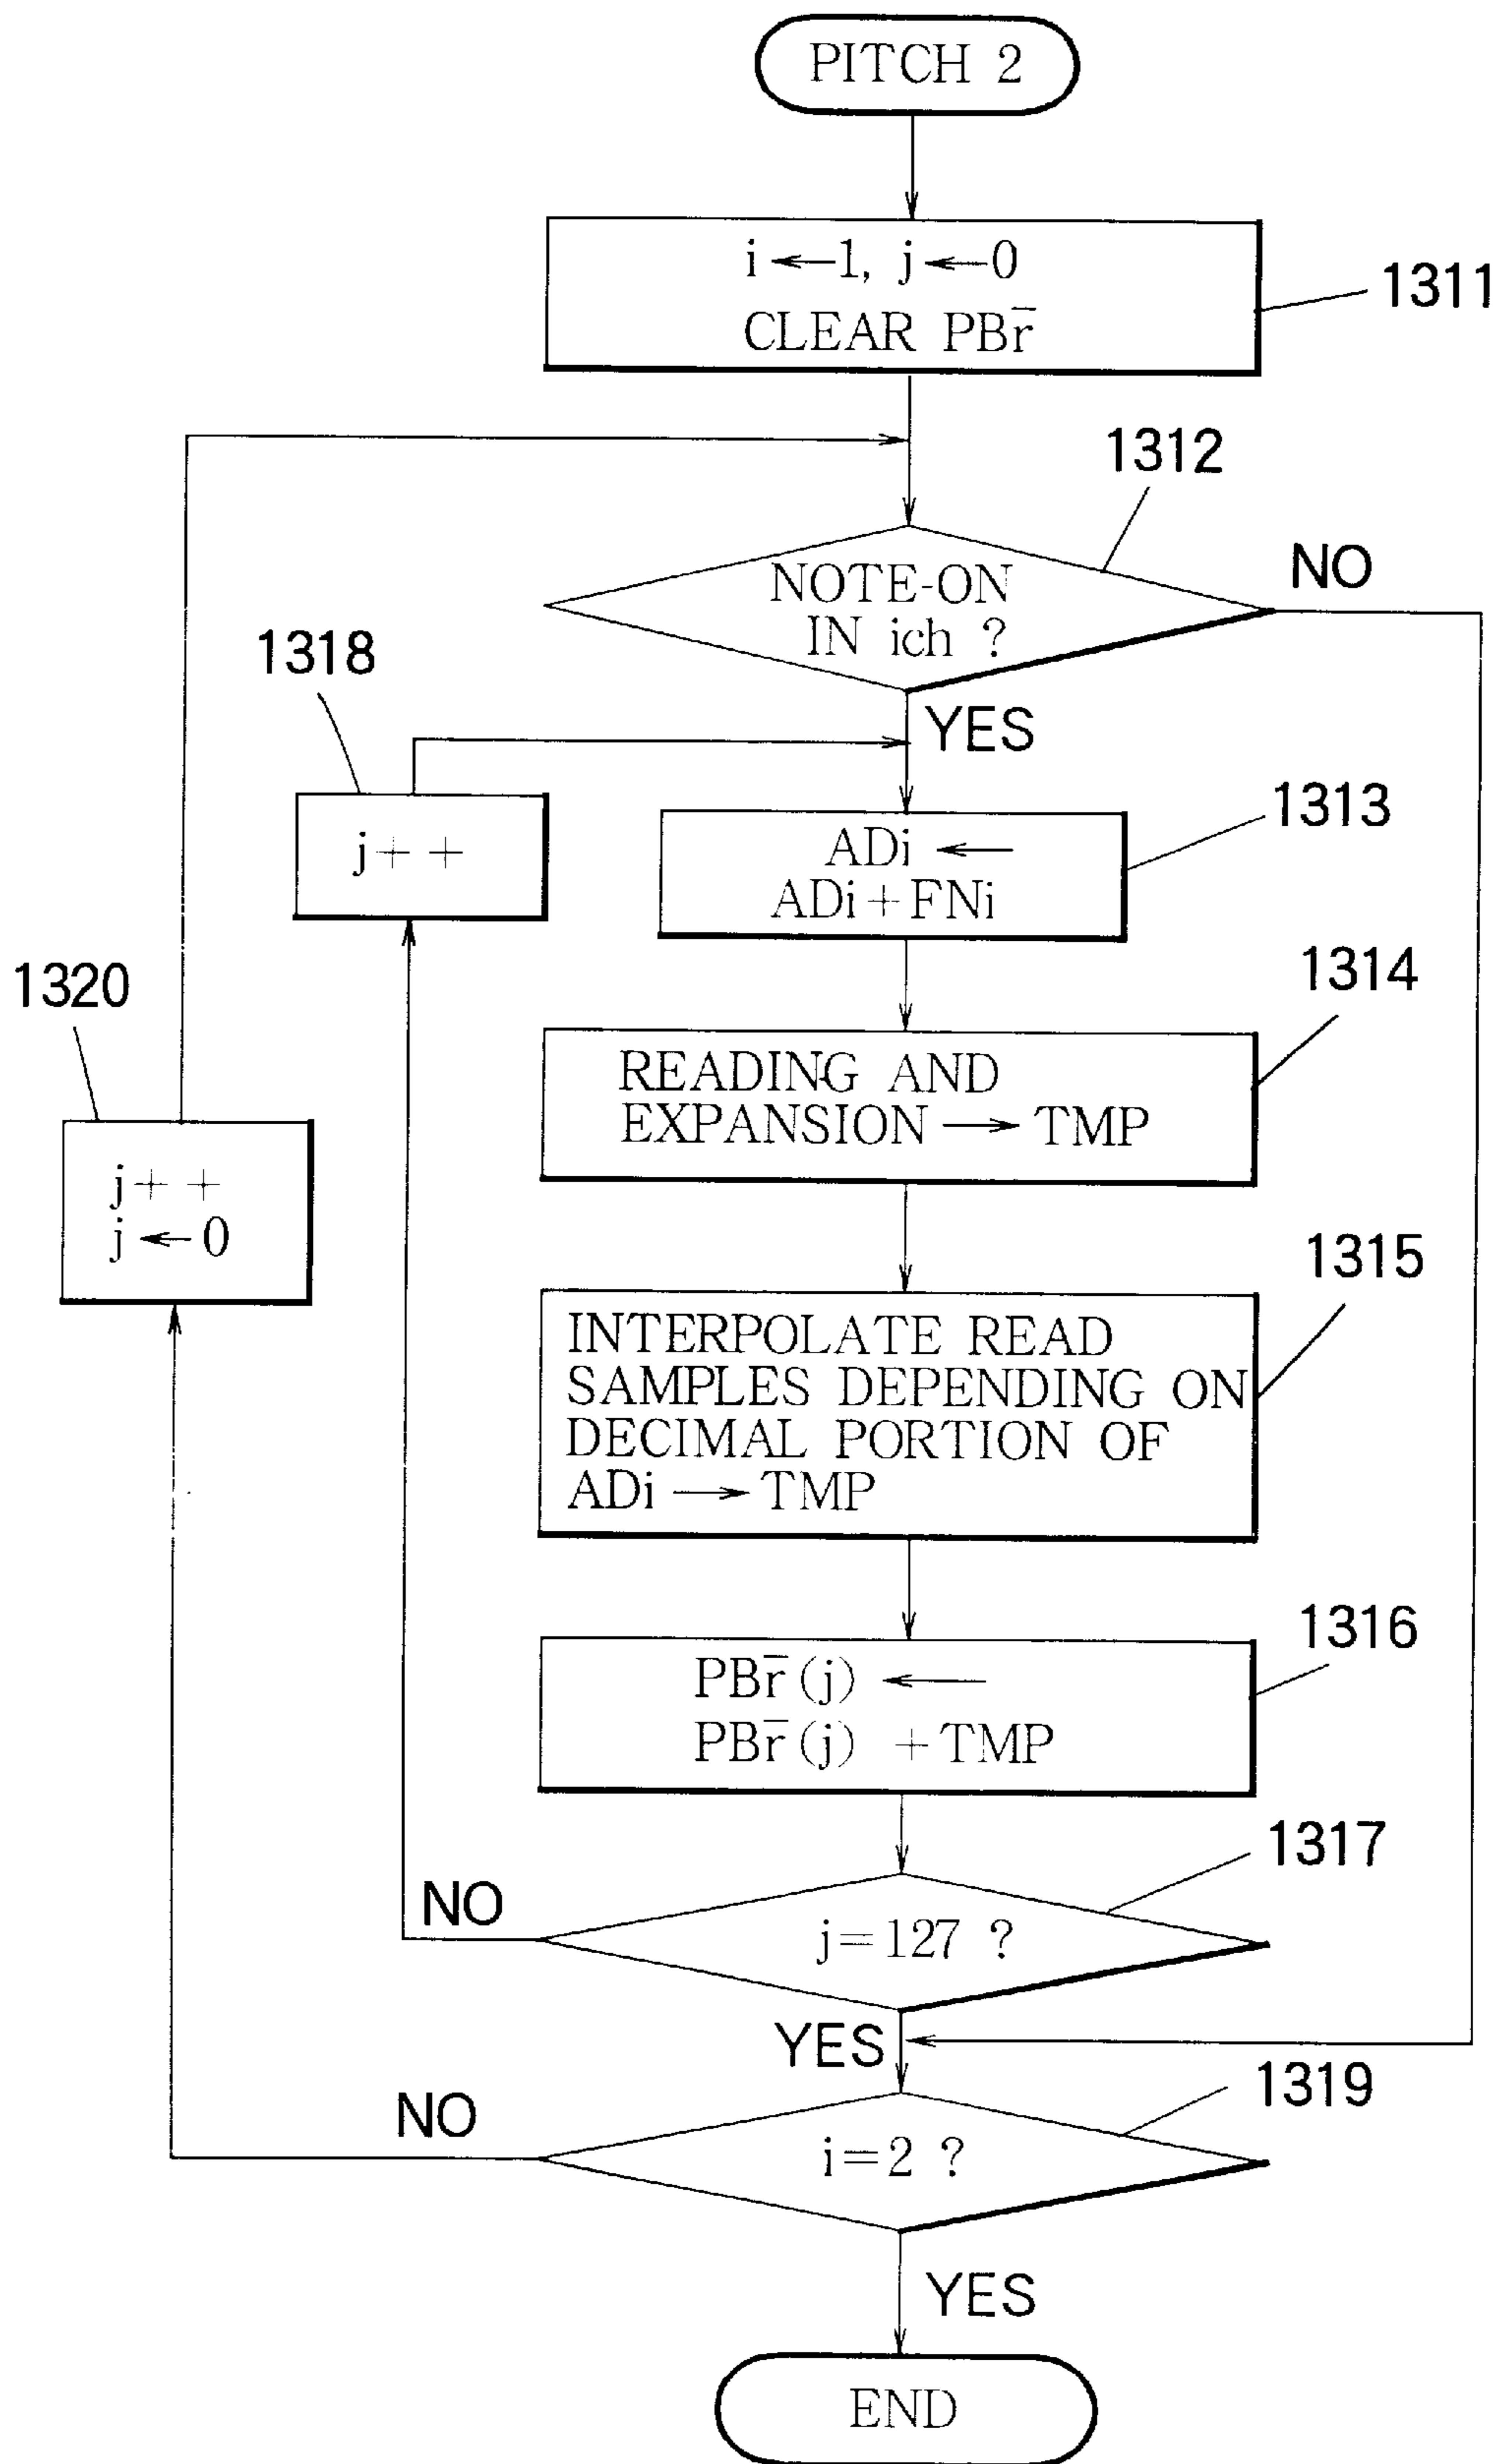 PITCH 2
i ←1, j ←0
CLEAR PBr̅
1311
1312
NOTE-ON
IN ich ?
NO
YES
1318
j+ +
1313
ADi ←
ADi+FNi
1314
READING AND
EXPANSION → TMP
1320
j+ +
j ← 0
1315
INTERPOLATE READ
SAMPLES DEPENDING ON
DECIMAL PORTION OF
ADi → TMP
1316
PBr̅ (j) ←
PBr̅ (j) +TMP
1317
j=127 ?
NO
YES
1319
i=2 ?
NO
YES
END